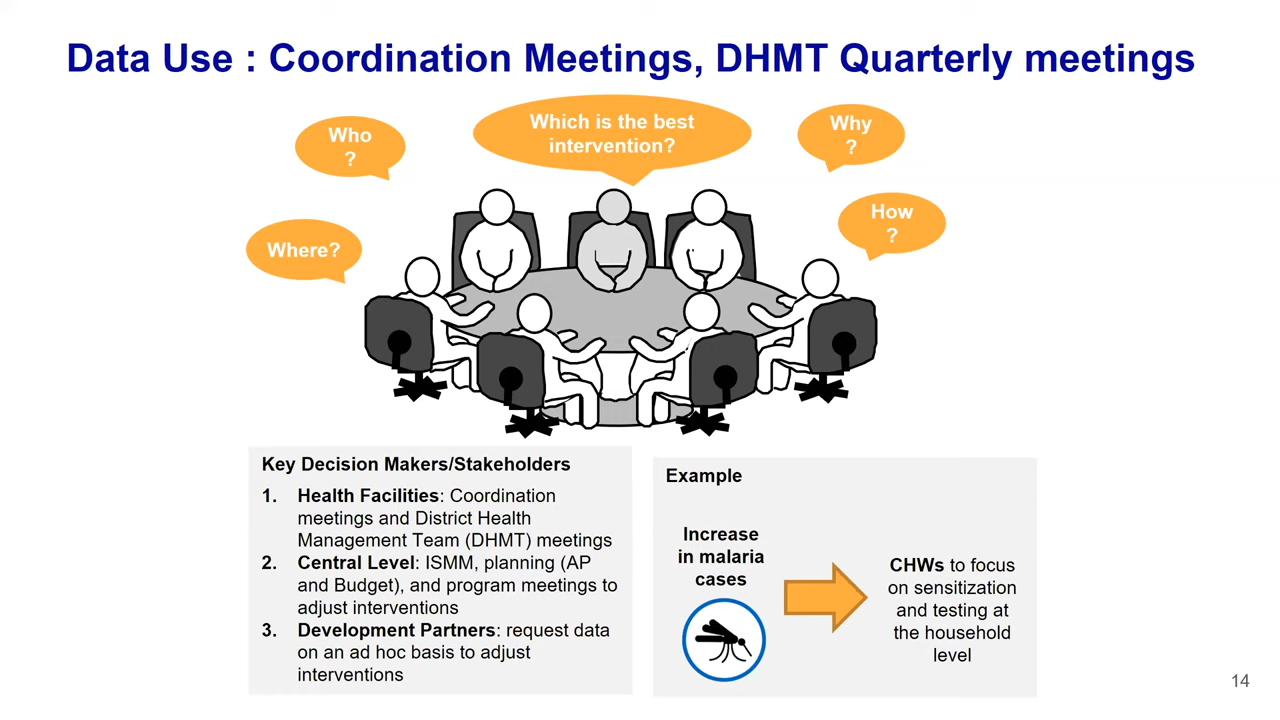 Data Use : Coordination Meetings, DHMT Quarterly meetings
Who
?
Which is the best
intervention?
Why
?
Where?
How
?
Key Decision Makers/Stakeholders
1. Health Facilities: Coordination
meetings and District Health
Management Team (DHMT) meetings
2. Central Level: ISMM, planning (AP
and Budget), and program meetings to
adjust interventions
3. Development Partners: request data
on an ad hoc basis to adjust
interventions
Example
Increase
in malaria
cases
CHWs to focus
on sensitization
and testing at
the household
level
14